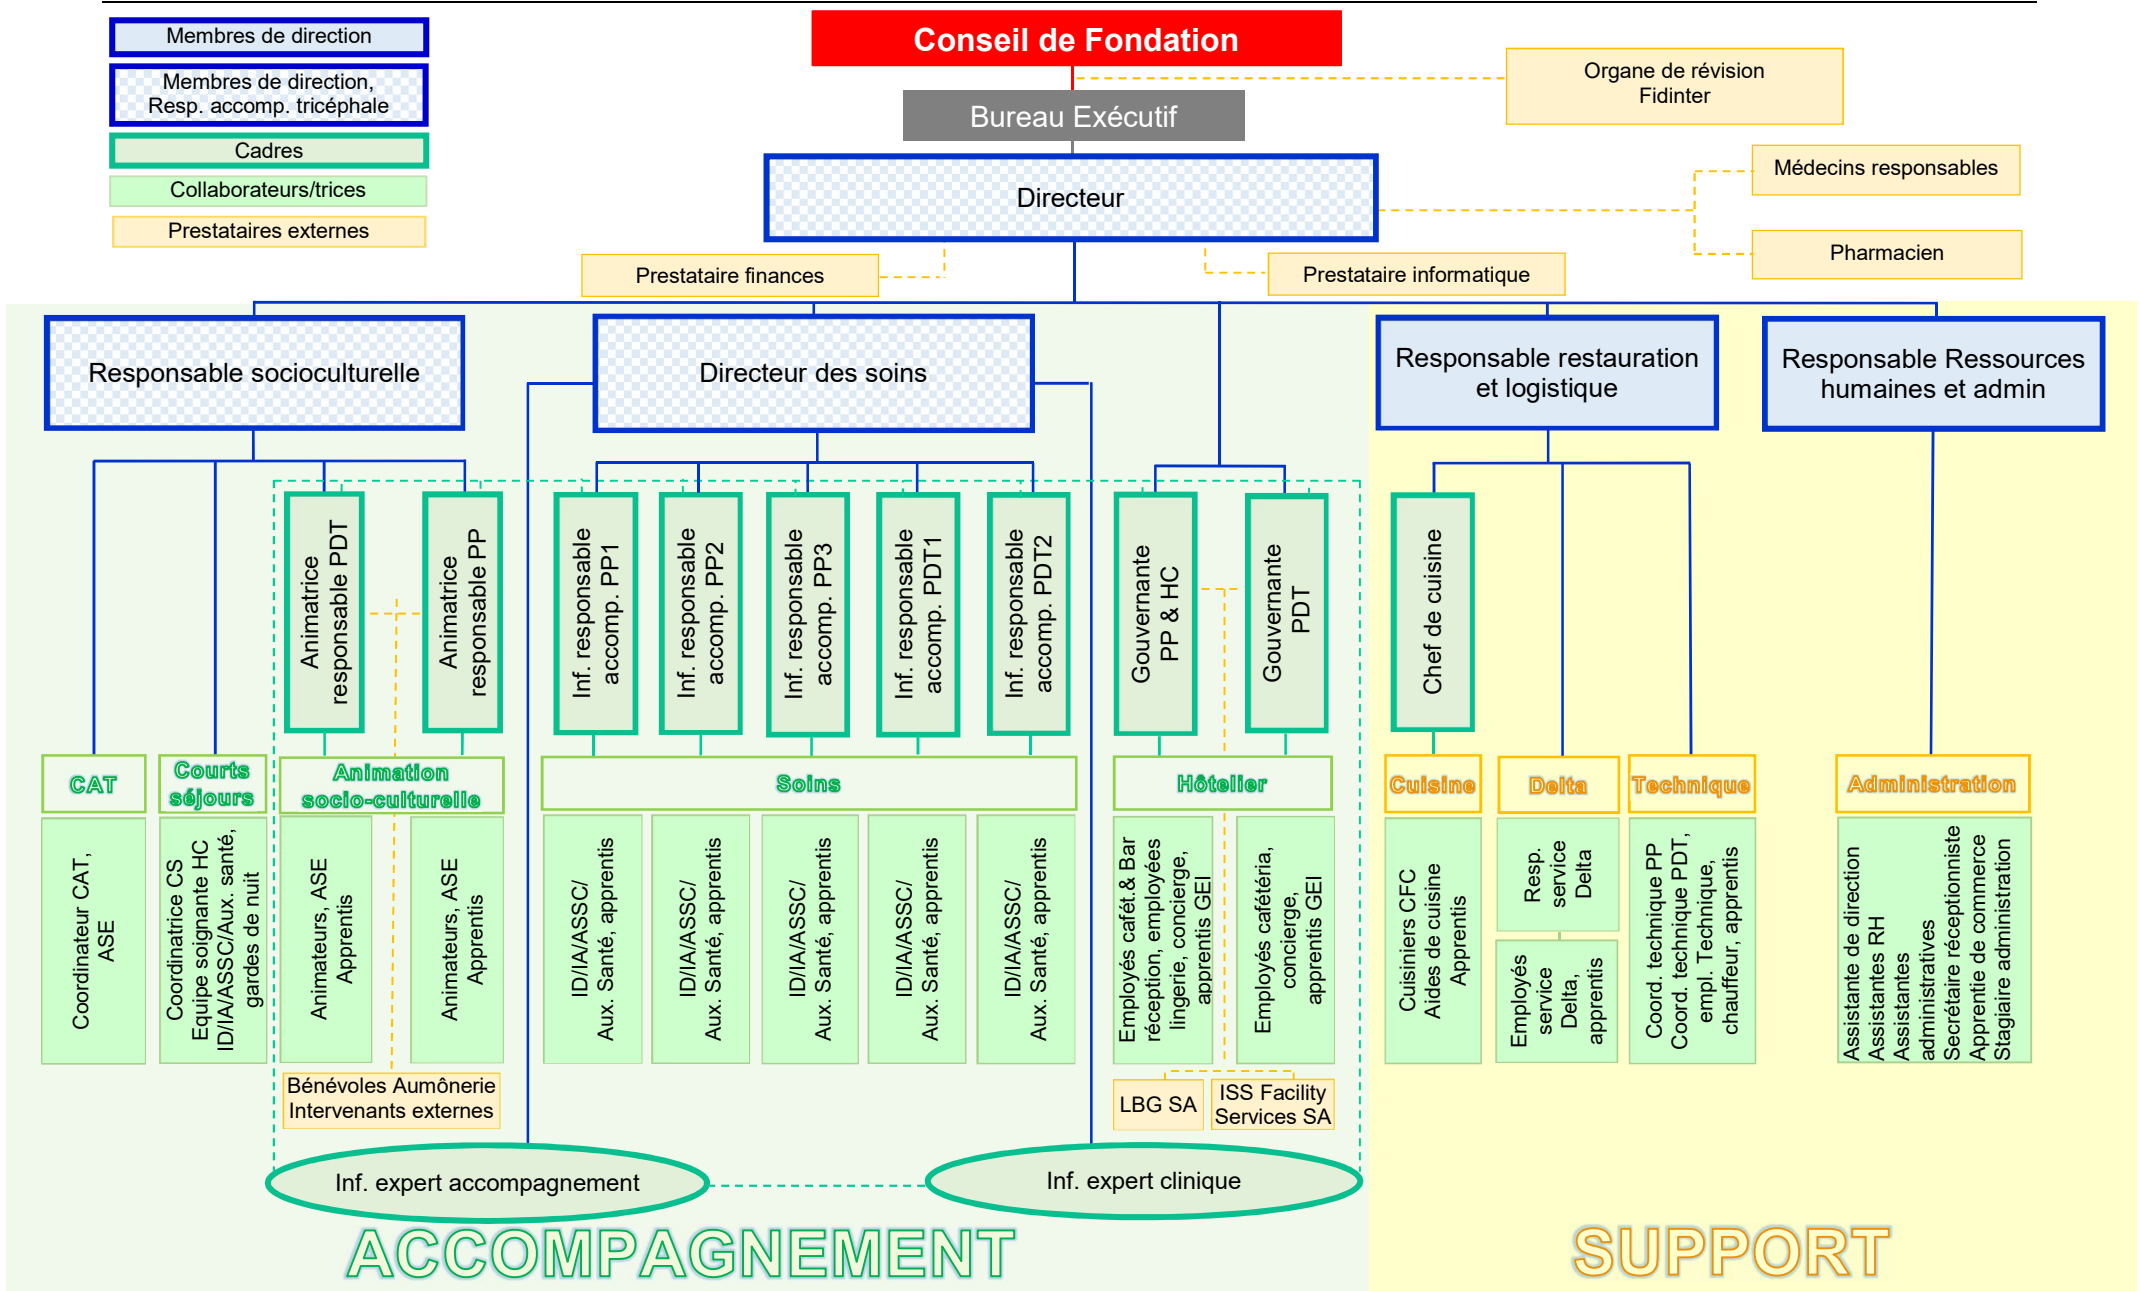 Membres de direction
Membres de direction,
Resp. accomp. tricéphale
Cadres
Collaborateurs/trices
Prestataires externes
Conseil de Fondation
Organe de révision
Fidinter
Bureau Exécutif
Directeur
Médecins responsables
Pharmacien
Prestataire finances
Prestataire informatique
Responsable socioculturelle
Directeur des soins
Responsable restauration
et logistique
Responsable Ressources
humaines et admin
Animatrice
responsable PDT
Animatrice
responsable PP
Inf. responsable
accomp. PP1
Inf. responsable
accomp. PP2
Inf. responsable
accomp. PP3
Inf. responsable
accomp. PDT1
Inf. responsable
accomp. PDT2
Gouvernante
PP & HC
Gouvernante
PDT
Chef de cuisine
CAT
Courts
séjours
Animation
socio-culturelle
Soins
Hôtelier
Cuisine
Delta
Technique
Administration
Coordinateur CAT,
ASE
Coordinatrice CS
Equipe soignante HC
ID/IA/ASSC/Aux. santé,
gardes de nuit
Animateurs, ASE
Apprentis
Animateurs, ASE
Apprentis
ID/IA/ASSC/
Aux. Santé, apprentis
ID/IA/ASSC/
Aux. Santé, apprentis
ID/IA/ASSC/
Aux. Santé, apprentis
ID/IA/ASSC/
Aux. Santé, apprentis
ID/IA/ASSC/
Aux. Santé, apprentis
Employés cafét.& Bar
réception, employées
lingerie, concierge,
apprentis GEI
Employés cafétéria,
concierge,
apprentis GEI
Cuisiniers CFC
Aides de cuisine
Apprentis
Resp.
service
Delta
Employés
service
Delta,
apprentis
Coord. technique PP
Coord. technique PDT,
empl. Technique,
chauffeur, apprentis
Assistante de direction
Assistantes RH
Assistantes
administratives
Secrétaire réceptionniste
Apprentie de commerce
Stagiaire administration
Bénévoles Aumônerie
Intervenants externes
LBG SA
ISS Facility
Services SA
Inf. expert accompagnement
Inf. expert clinique
ACCOMPAGNEMENT
SUPPORT